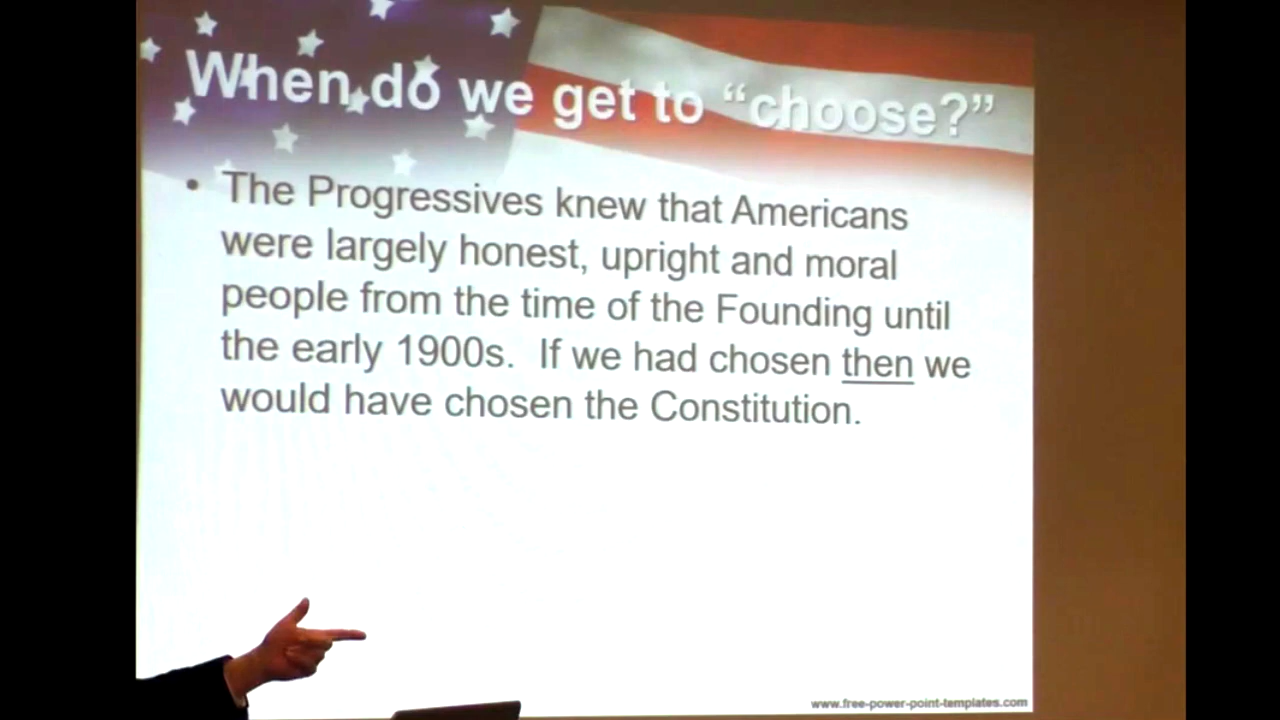 When do we get to “choose?”
• The Progressives knew that Americans
were largely honest, upright and moral
people from the time of the Founding until
the early 1900s. If we had chosen then we
would have chosen the Constitution.
www.free-power-point-templates.com